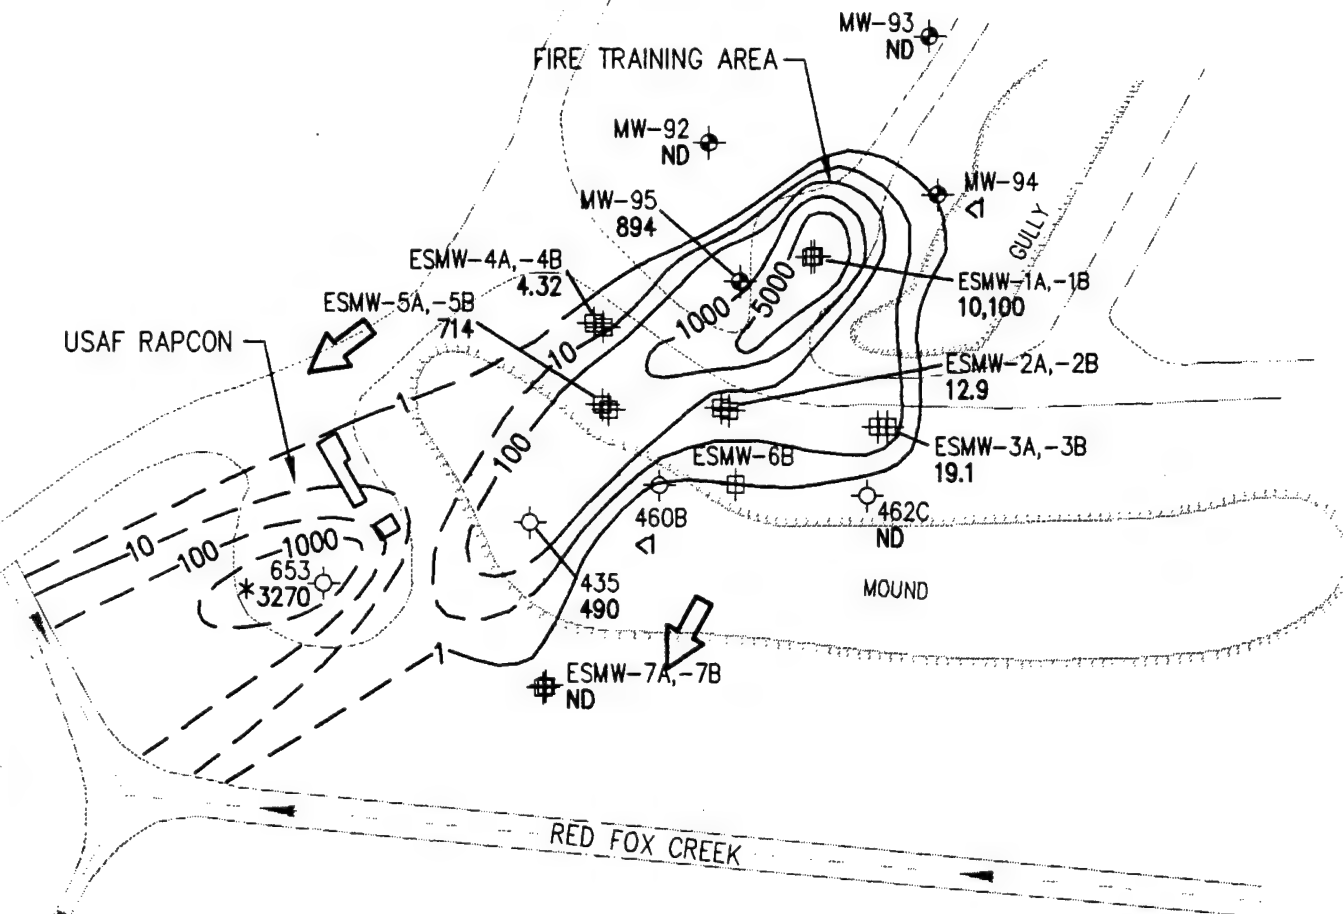 MW-93
ND
FIRE TRAINING AREA
MW-92
ND
MW-94
<1
MW-95
894
GULLY
ESMW-4A,-4B
4.32
ESMW-1A,-1B
10,100
ESMW-5A,-5B
714
5000
1000
USAF RAPCON
10
ESMW-2A,-2B
12.9
1
100
ESMW-3A,-3B
19.1
ESMW-6B
460B
<1
462C
ND
10
100
1000
653
*3270
435
490
MOUND
1
ESMW-7A,-7B
ND
RED FOX CREEK